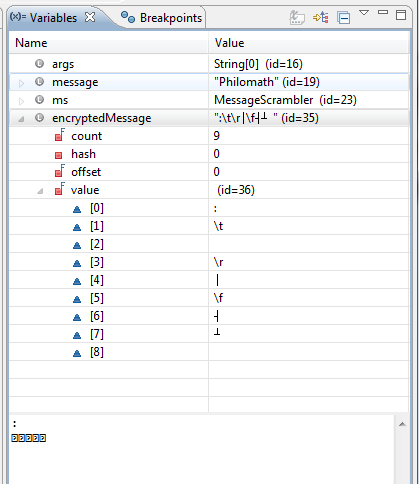 (x)= Variables Breakpoints
Name Value
args String[0] (id=16)
message "Philomath" (id=19)
ms MessageScrambler (id=23)
encryptedMessage ":\t\r│\f┤┴ " (id=35)
count 9
hash 0
offset 0
value (id=36)
[0] :
[1] \t
[2]
[3] \r
[4] │
[5] \f
[6] ┤
[7] ┴
[8]
: